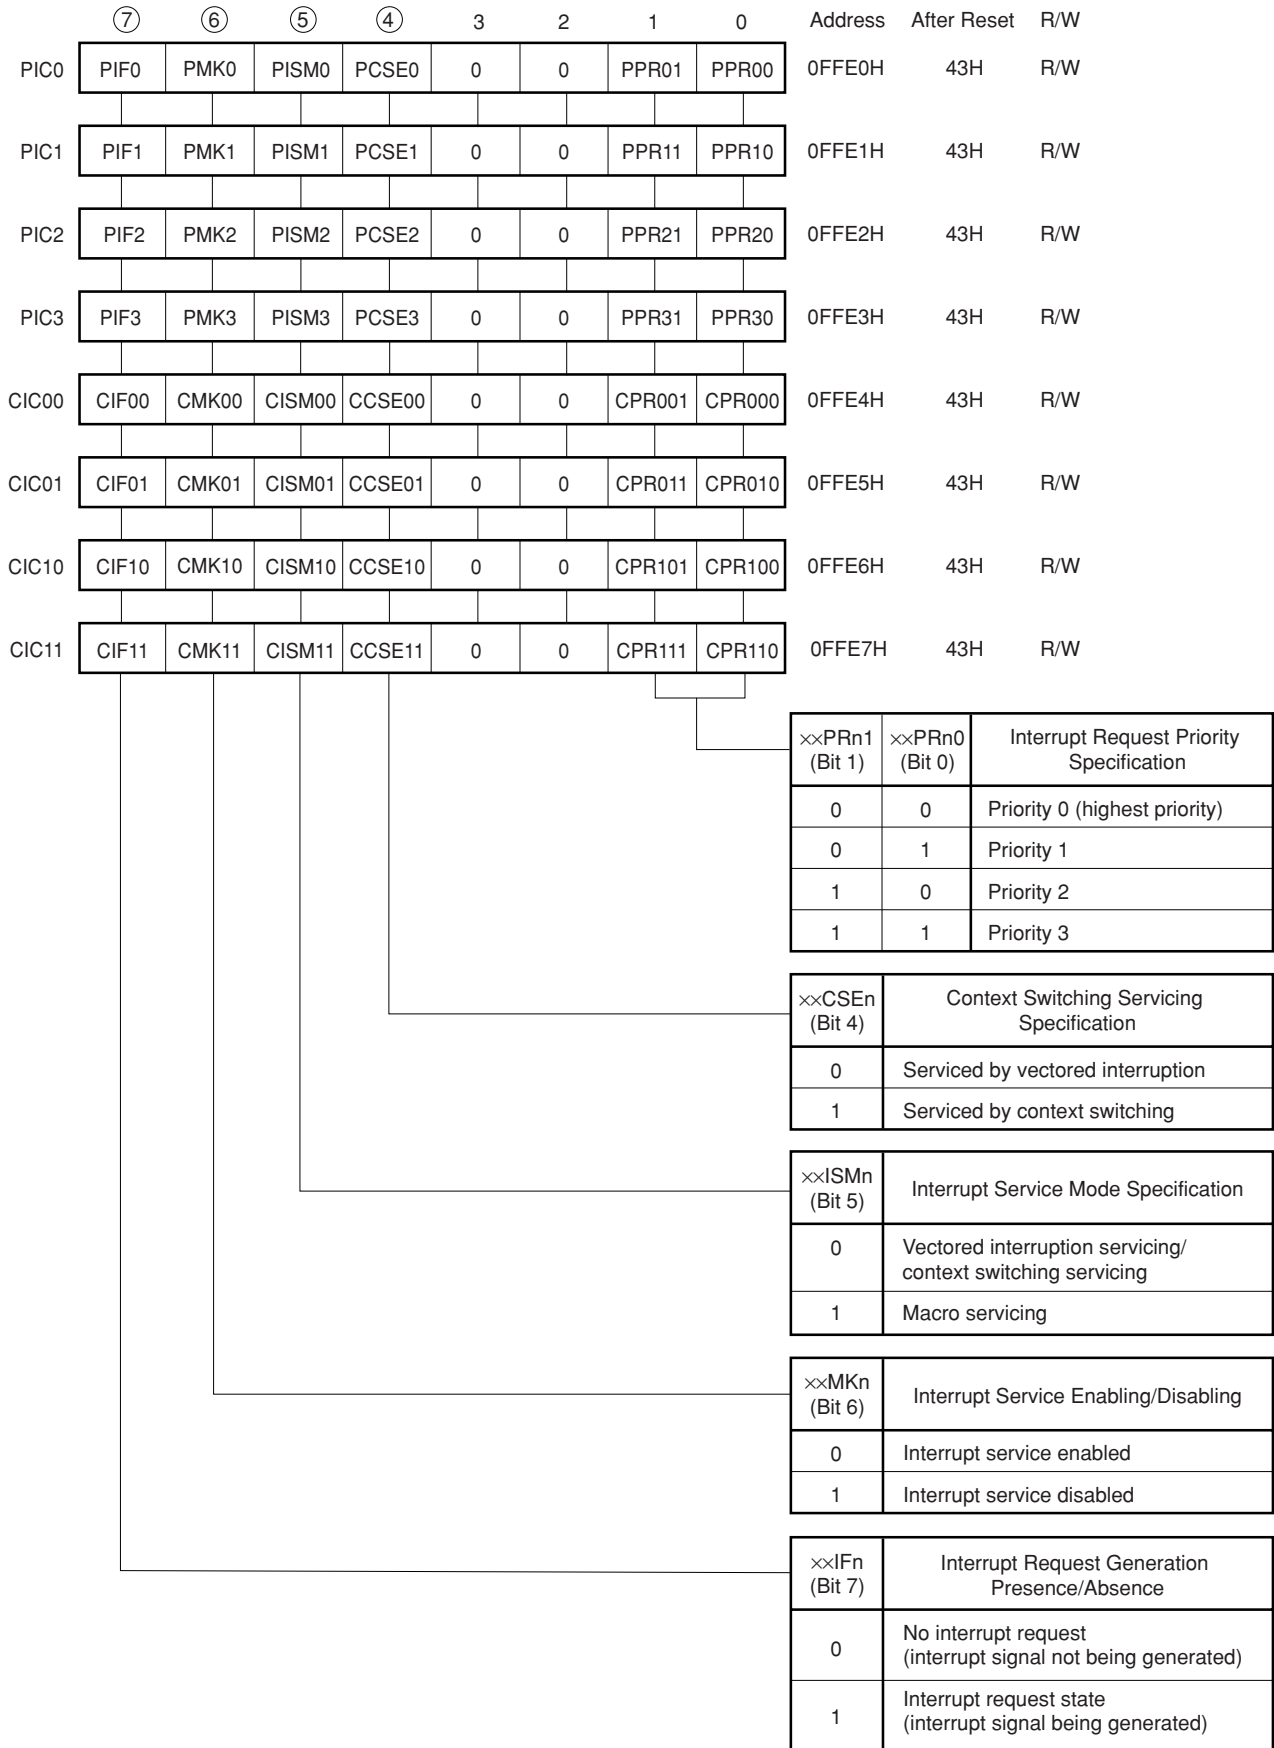 ⑦ ⑥ ⑤ ④ 3 2 1 0 Address After Reset R/W
PIC0 PIF0 PMK0 PISM0 PCSE0 0 0 PPR01 PPR00 0FFE0H 43H R/W
PIC1 PIF1 PMK1 PISM1 PCSE1 0 0 PPR11 PPR10 0FFE1H 43H R/W
PIC2 PIF2 PMK2 PISM2 PCSE2 0 0 PPR21 PPR20 0FFE2H 43H R/W
PIC3 PIF3 PMK3 PISM3 PCSE3 0 0 PPR31 PPR30 0FFE3H 43H R/W
CIC00 CIF00 CMK00 CISM00 CCSE00 0 0 CPR001 CPR000 0FFE4H 43H R/W
CIC01 CIF01 CMK01 CISM01 CCSE01 0 0 CPR011 CPR010 0FFE5H 43H R/W
CIC10 CIF10 CMK10 CISM10 CCSE10 0 0 CPR101 CPR100 0FFE6H 43H R/W
CIC11 CIF11 CMK11 CISM11 CCSE11 0 0 CPR111 CPR110 0FFE7H 43H R/W
××PRn1 ××PRn0 Interrupt Request Priority
(Bit 1) (Bit 0) Specification
0 0 Priority 0 (highest priority)
0 1 Priority 1
1 0 Priority 2
1 1 Priority 3
××CSEn Context Switching Servicing
(Bit 4) Specification
0 Serviced by vectored interruption
1 Serviced by context switching
××ISMn
(Bit 5) Interrupt Service Mode Specification
0 Vectored interruption servicing/
context switching servicing
1 Macro servicing
××MKn
(Bit 6) Interrupt Service Enabling/Disabling
0 Interrupt service enabled
1 Interrupt service disabled
××IFn Interrupt Request Generation
(Bit 7) Presence/Absence
0 No interrupt request
(interrupt signal not being generated)
1 Interrupt request state
(interrupt signal being generated)